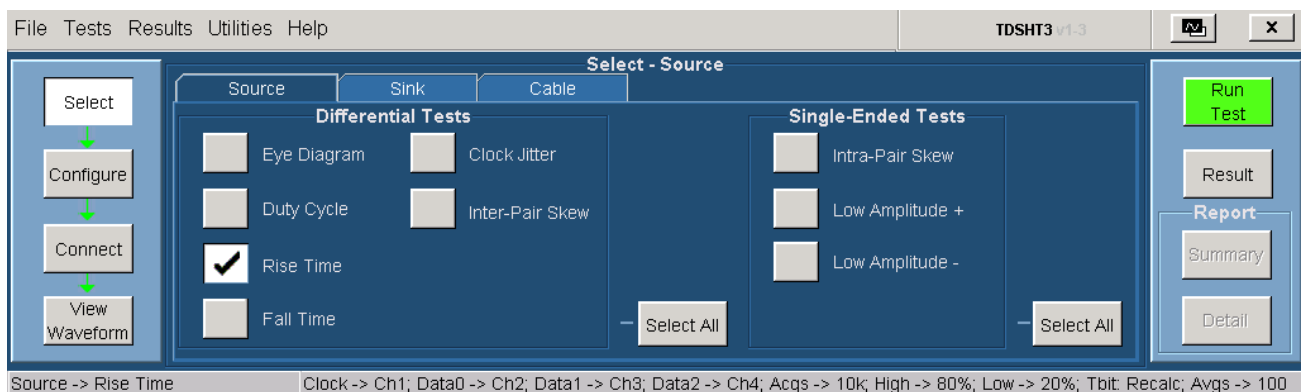 File Tests Results Utilities Help TDSHT3 v1-3 x
Select - Source
Source Sink Cable
Select
Configure
Connect
View
Waveform
Differential Tests
Eye Diagram Clock Jitter
Duty Cycle Inter-Pair Skew
Rise Time
Fall Time
Select All
Single-Ended Tests
Intra-Pair Skew
Low Amplitude +
Low Amplitude -
Select All
Run
Test
Result
Report
Summary
Detail
Source -> Rise Time Clock -> Ch1; Data0 -> Ch2; Data1 -> Ch3; Data2 -> Ch4; Acqs -> 10k; High -> 80%; Low -> 20%; Tbit: Recalc; Avgs -> 100